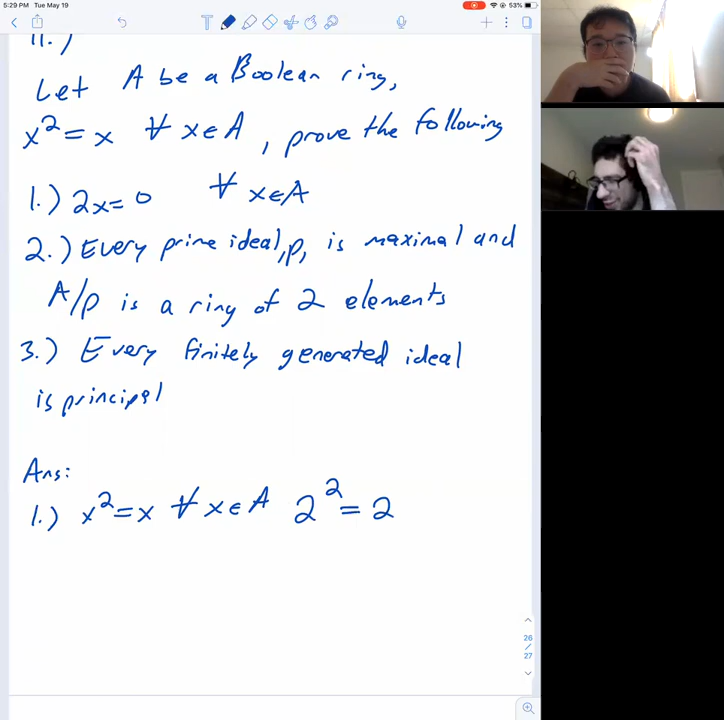 5:29 PM Tue May 19
53%
11.)
Let A be a Boolean ring,
x² = x ∀ x∈A, prove the following
1.) 2x = 0 ∀ x∈A
2.) Every prime ideal, p, is maximal and
A/p is a ring of 2 elements
3.) Every finitely generated ideal
is principal
Ans:
1.) x² = x ∀ x∈A 2² = 2
26
/
27